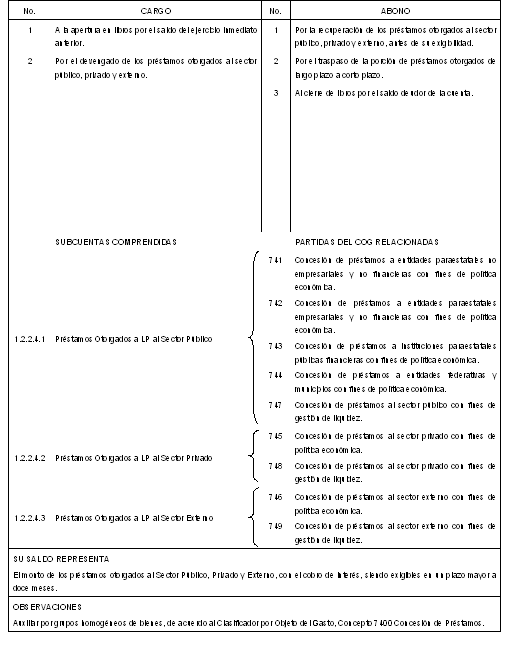 No. CARGO No. ABONO
1 A la apertura en libros por el saldo del ejercicio inmediato 1 Por la recuperación de los préstamos otorgados al sector
anterior. público, privado y externo, antes de su exigibilidad.
2 Por el devengado de los préstamos otorgados al sector 2 Por el traspaso de la porción de préstamos otorgados de
público, privado y externo. largo plazo a corto plazo.
3 Al cierre de libros por el saldo deudor de la cuenta.
SUBCUENTAS COMPRENDIDAS PARTIDAS DEL COG RELACIONADAS
741 Concesión de préstamos a entidades paraestatales no
empresariales y no financieras con fines de política
económica.
742 Concesión de préstamos a entidades paraestatales
empresariales y no financieras con fines de política
económica.
1.2.2.4.1 Préstamos Otorgados a LP al Sector Público 743 Concesión de préstamos a instituciones paraestatales
públicas financieras con fines de política económica.
744 Concesión de préstamos a entidades federativas y
municipios con fines de política económica.
747 Concesión de préstamos al sector público con fines de
gestión de liquidez.
745 Concesión de préstamos al sector privado con fines de
política económica.
1.2.2.4.2 Préstamos Otorgados a LP al Sector Privado
748 Concesión de préstamos al sector privado con fines de
gestión de liquidez.
746 Concesión de préstamos al sector externo con fines de
política económica.
1.2.2.4.3 Préstamos Otorgados a LP al Sector Externo
749 Concesión de préstamos al sector externo con fines de
gestión de liquidez.
SU SALDO REPRESENTA
El monto de los préstamos otorgados al Sector Público, Privado y Externo, con el cobro de interés, siendo exigibles en un plazo mayor a
doce meses.
OBSERVACIONES
Auxiliar por grupos homogéneos de bienes, de acuerdo al Clasificador por Objeto del Gasto, Concepto 7400 Concesión de Préstamos.